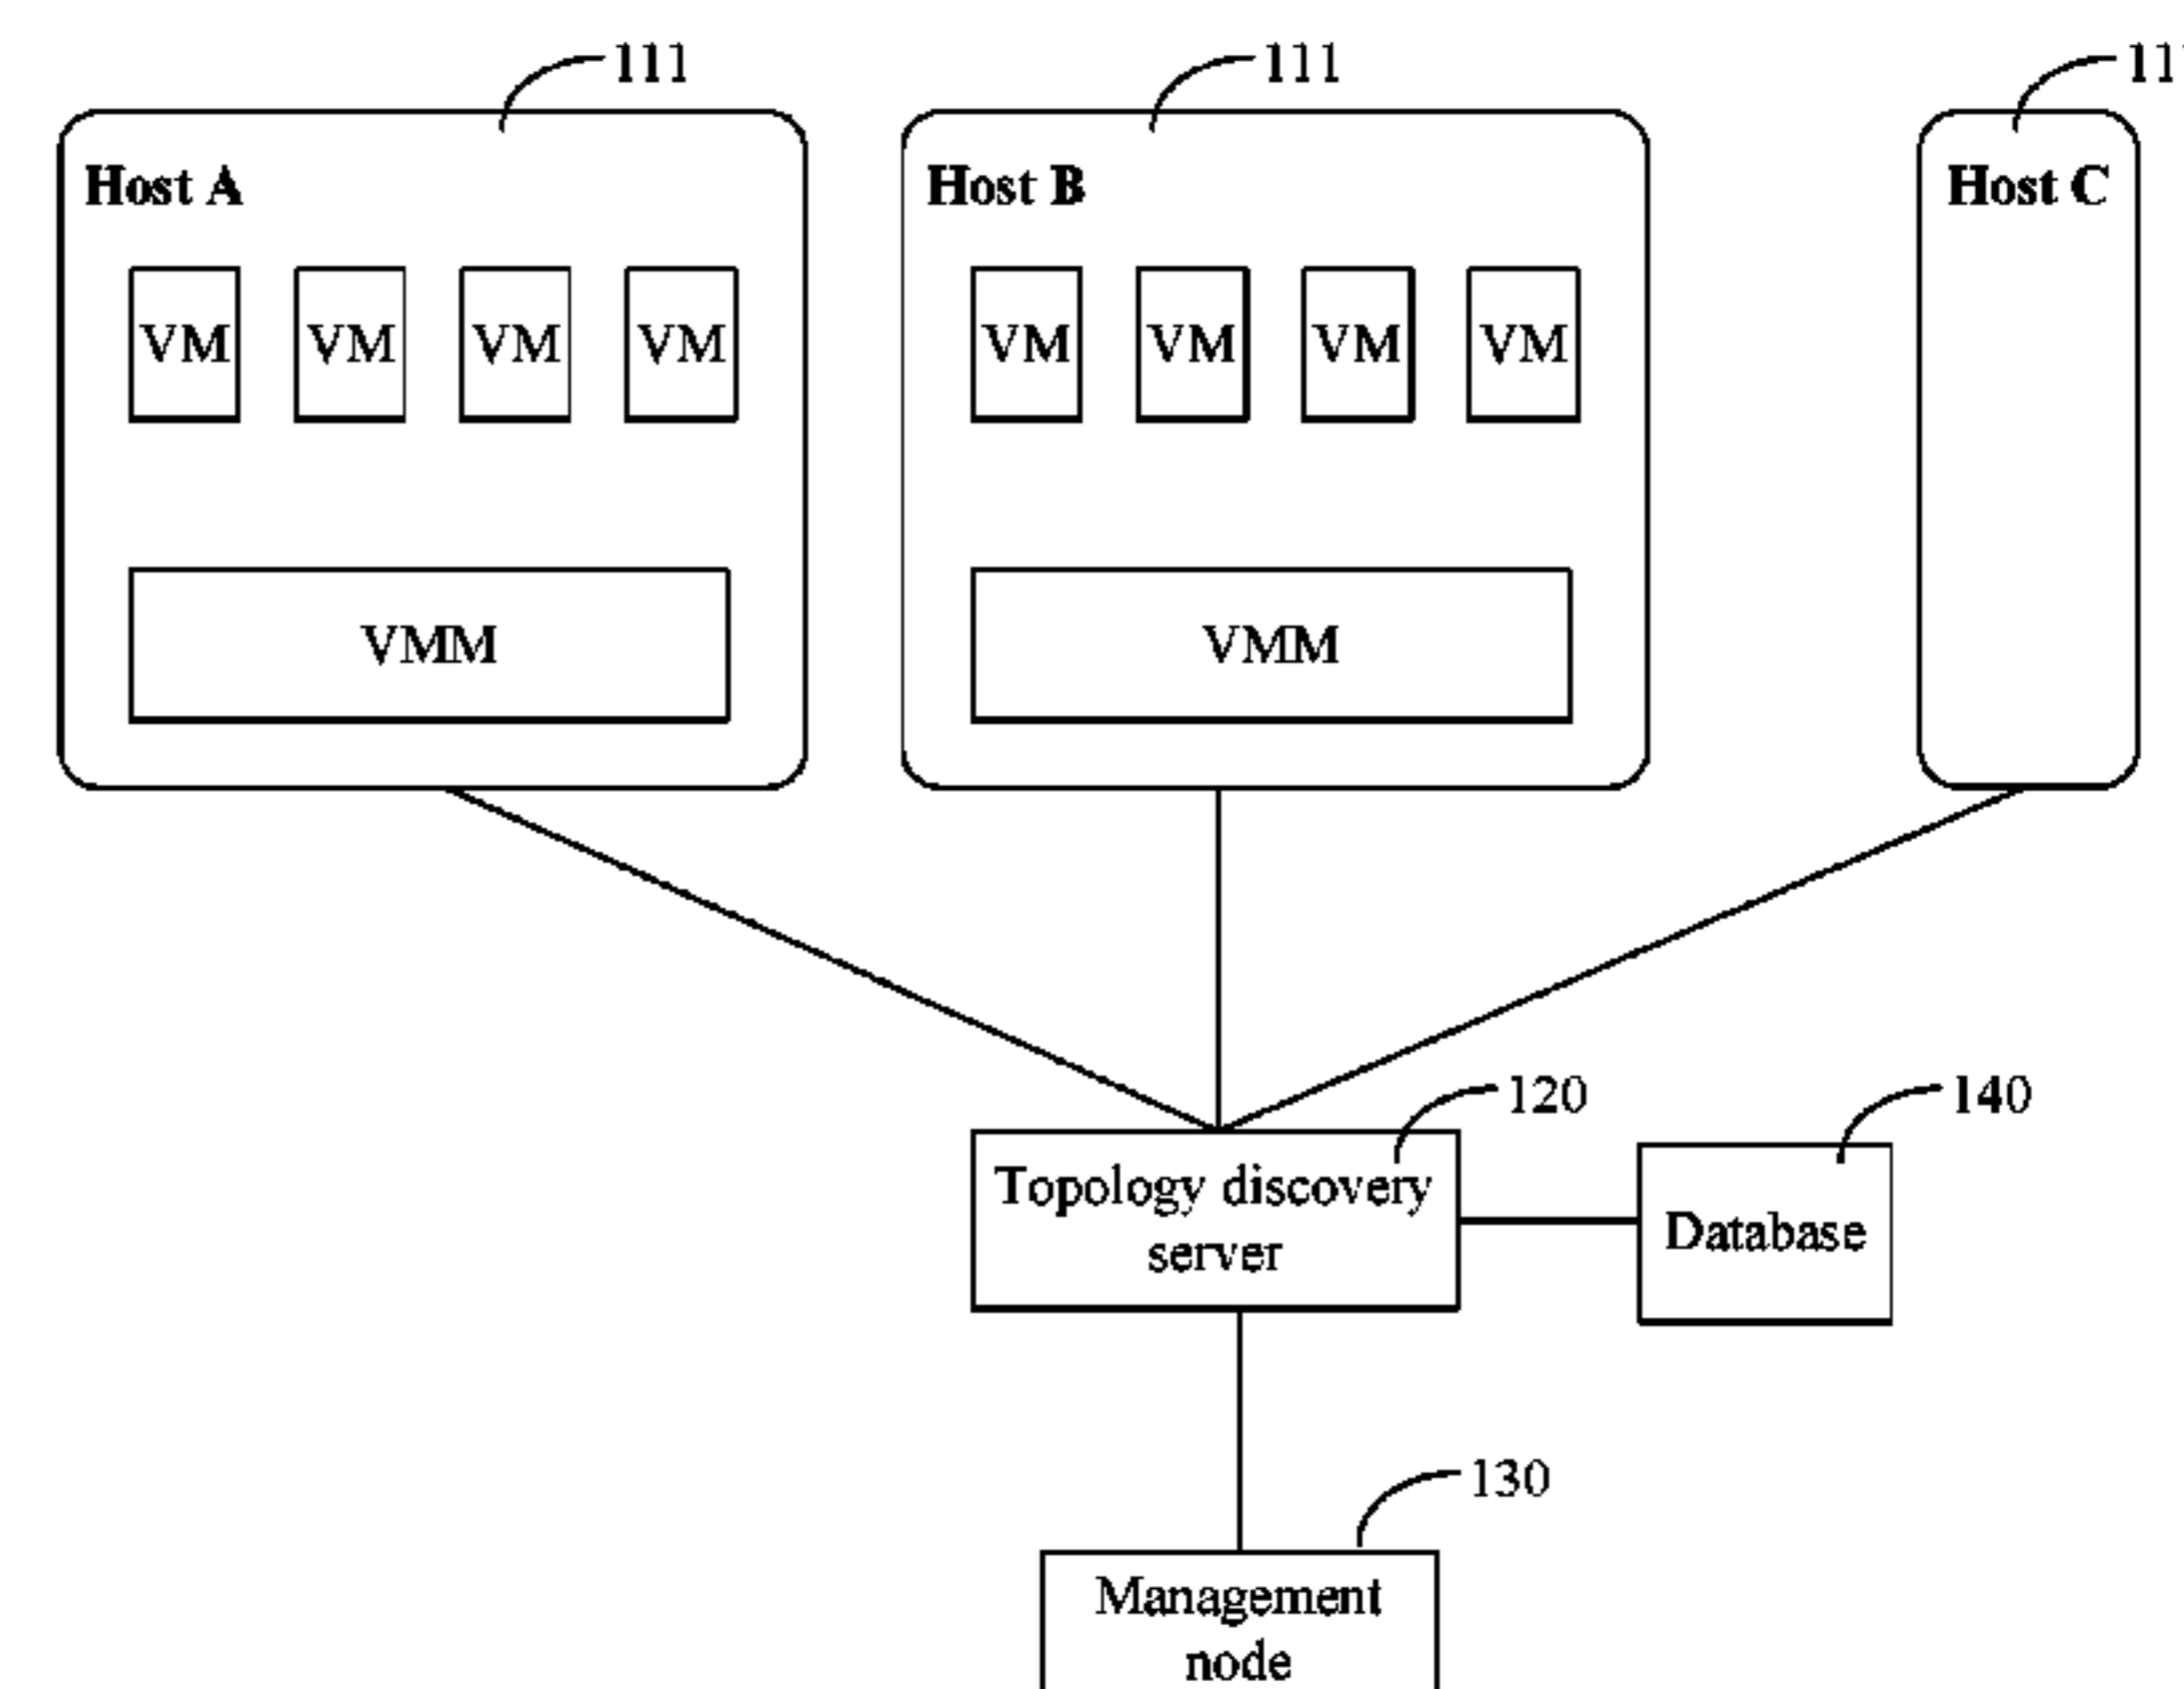 111
111
Host A
Host B
Host C
VM VM VM VM
VM VM VM VM
VMM
VMM
120
140
Topology discovery
server
Database
130
Management
node